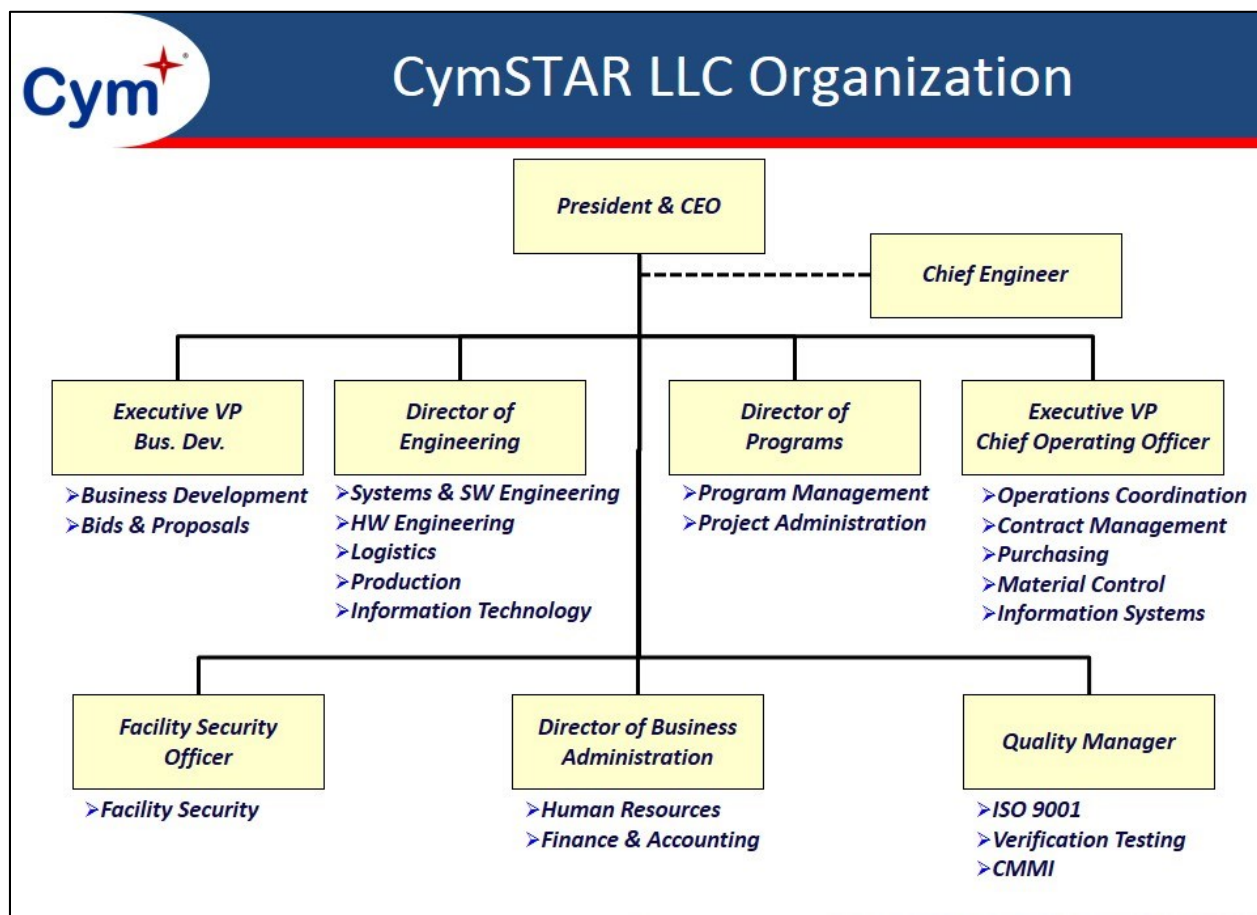 Cym®
CymSTAR LLC Organization
President & CEO
Chief Engineer
Executive VP
Bus. Dev.
➢Business Development
➢Bids & Proposals
Director of
Engineering
➢Systems & SW Engineering
➢HW Engineering
➢Logistics
➢Production
➢Information Technology
Director of
Programs
➢Program Management
➢Project Administration
Executive VP
Chief Operating Officer
➢Operations Coordination
➢Contract Management
➢Purchasing
➢Material Control
➢Information Systems
Facility Security
Officer
➢Facility Security
Director of Business
Administration
➢Human Resources
➢Finance & Accounting
Quality Manager
➢ISO 9001
➢Verification Testing
➢CMMI